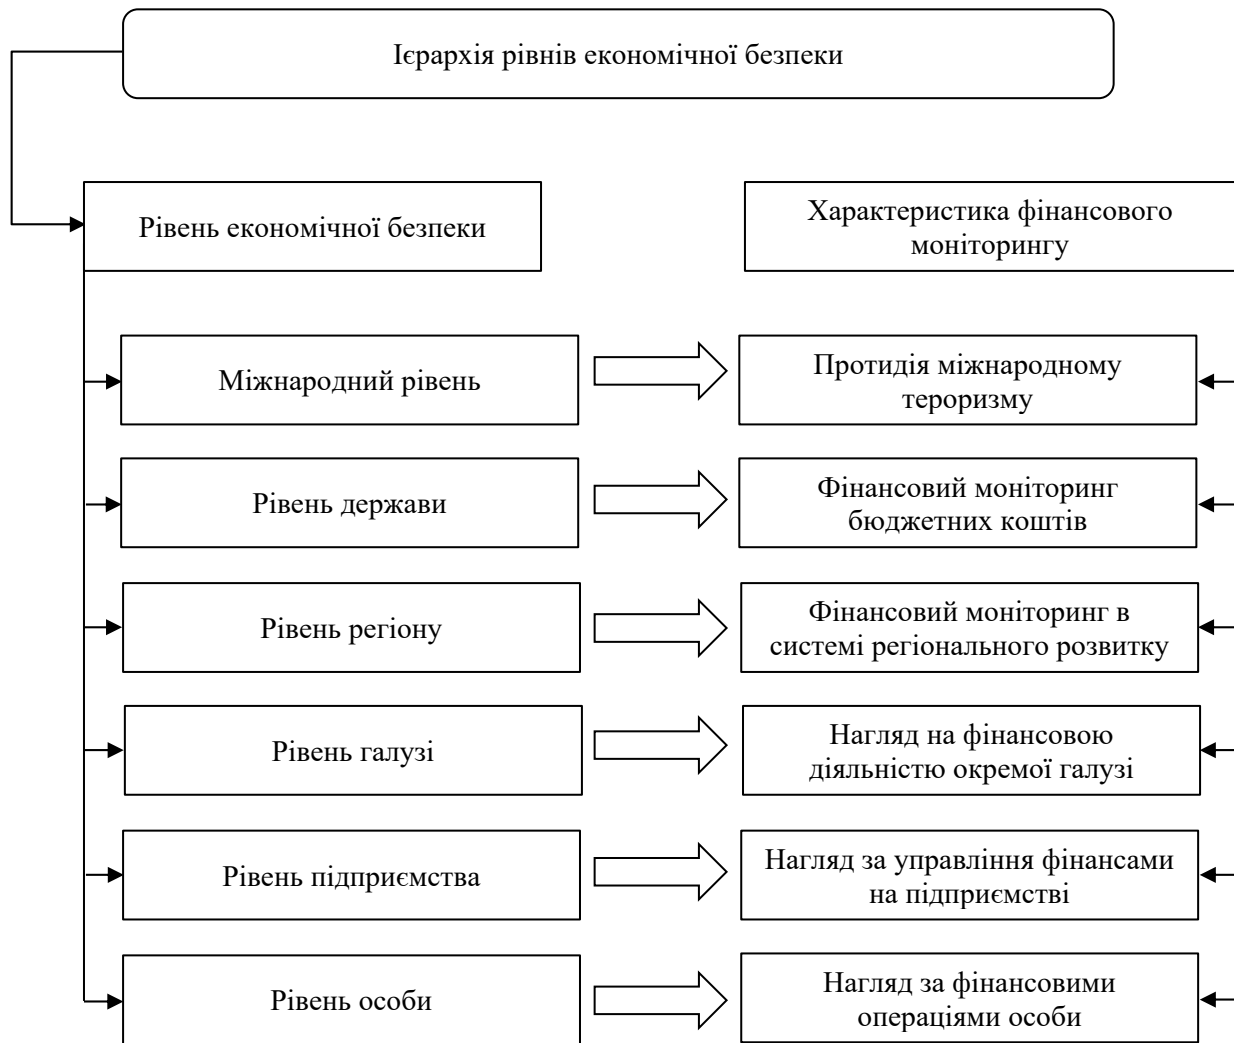 Ієрархія рівнів економічної безпеки
Рівень економічної безпеки
Характеристика фінансового
моніторингу
Міжнародний рівень
Протидія міжнародному
тероризму
Рівень держави
Фінансовий моніторинг
бюджетних коштів
Рівень регіону
Фінансовий моніторинг в
системі регіонального розвитку
Рівень галузі
Нагляд на фінансовою
діяльністю окремої галузі
Рівень підприємства
Нагляд за управління фінансами
на підприємстві
Рівень особи
Нагляд за фінансовими
операціями особи